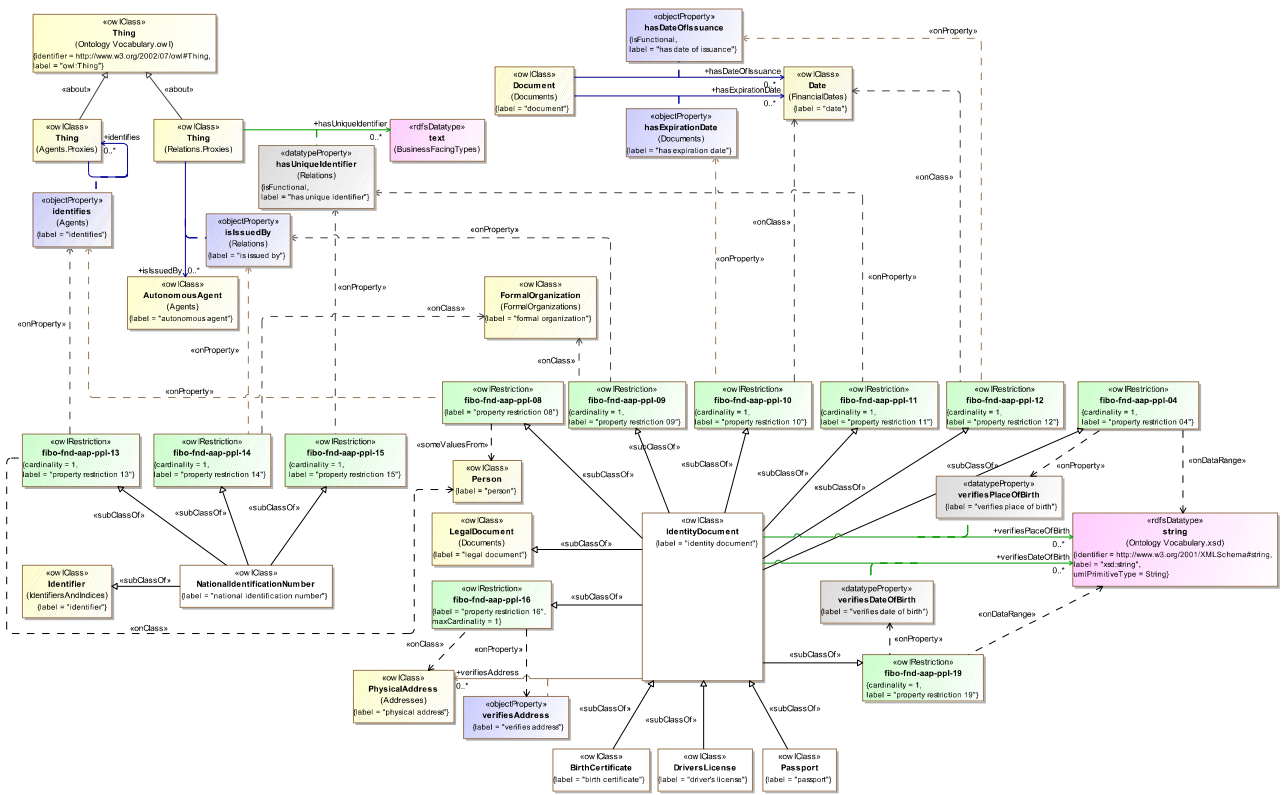 «owlClass»
Thing
(Ontology Vocabulary.owl)
{identifier = http://www.w3.org/2002/07/owl#Thing,
label = "owl:Thing"}
«objectProperty»
hasDateOfIssuance
{isFunctional,
label = "has date of issuance"}
«onProperty»
«about»
«about»
«owlClass»
Document
(Documents)
{label = "document"}
+hasDateOfIssuance
0..*
+hasExpirationDate
0..*
«owlClass»
Date
(FinancialDates)
{label = "date"}
«owlClass»
Thing
(Agents.Proxies)
+identifies
0..*
«owlClass»
Thing
(Relations.Proxies)
+hasUniqueIdentifier
0..*
«rdfsDatatype»
text
(BusinessFacingTypes)
«objectProperty»
hasExpirationDate
(Documents)
{label = "has expiration date"}
«datatypeProperty»
hasUniqueIdentifier
(Relations)
{isFunctional,
label = "has unique identifier"}
«onClass»
«objectProperty»
identifies
(Agents)
{label = "identifies"}
«objectProperty»
isIssuedBy
(Relations)
{label = "is issued by"}
«onProperty»
«onClass»
+isIssuedBy
0..*
«owlClass»
AutonomousAgent
(Agents)
{label = "autonomous agent"}
«onProperty»
«owlClass»
FormalOrganization
(FormalOrganizations)
{label = "formal organization"}
«onProperty»
«onProperty»
«onProperty»
«onClass»
«onProperty»
«onClass»
«onProperty»
«owlRestriction»
fibo-fnd-aap-ppl-08
{label = "property restriction 08"}
«owlRestriction»
fibo-fnd-aap-ppl-09
{cardinality = 1,
label = "property restriction 09"}
«owlRestriction»
fibo-fnd-aap-ppl-10
{cardinality = 1,
label = "property restriction 10"}
«owlRestriction»
fibo-fnd-aap-ppl-11
{cardinality = 1,
label = "property restriction 11"}
«owlRestriction»
fibo-fnd-aap-ppl-12
{cardinality = 1,
label = "property restriction 12"}
«owlRestriction»
fibo-fnd-aap-ppl-04
{cardinality = 1,
label = "property restriction 04"}
«owlRestriction»
fibo-fnd-aap-ppl-13
{cardinality = 1,
label = "property restriction 13"}
«owlRestriction»
fibo-fnd-aap-ppl-14
{cardinality = 1,
label = "property restriction 14"}
«owlRestriction»
fibo-fnd-aap-ppl-15
{cardinality = 1,
label = "property restriction 15"}
«someValuesFrom»
«subClassOf»
«subClassOf»
«subClassOf»
«subClassOf»
«subClassOf»
«subClassOf»
«onProperty»
«onDataRange»
«owlClass»
Person
{label = "person"}
«datatypeProperty»
verifiesPlaceOfBirth
{label = "verifies place of birth"}
«subClassOf»
«subClassOf»
«subClassOf»
«owlClass»
LegalDocument
(Documents)
{label = "legal document"}
«subClassOf»
«owlClass»
IdentityDocument
{label = "identity document"}
+verifiesPlaceOfBirth
0..*
+verifiesDateOfBirth
0..*
«rdfsDatatype»
string
(Ontology Vocabulary.xsd)
{identifier = http://www.w3.org/2001/XMLSchema#string,
label = "xsd:string",
umlPrimitiveType = String}
«owlClass»
Identifier
(IdentifiersAndIndices)
{label = "identifier"}
«subClassOf»
«owlClass»
NationalIdentificationNumber
{label = "national identification number"}
«owlRestriction»
fibo-fnd-aap-ppl-16
{label = "property restriction 16",
maxCardinality = 1}
«subClassOf»
«datatypeProperty»
verifiesDateOfBirth
{label = "verifies date of birth"}
«onDataRange»
«onClass»
«onClass»
«onProperty»
«onProperty»
«subClassOf»
«owlRestriction»
fibo-fnd-aap-ppl-19
{cardinality = 1,
label = "property restriction 19"}
«owlClass»
PhysicalAddress
(Addresses)
{label = "physical address"}
+verifiesAddress
0..*
«objectProperty»
verifiesAddress
{label = "verifies address"}
«subClassOf»
«subClassOf»
«subClassOf»
«owlClass»
BirthCertificate
{label = "birth certificate"}
«owlClass»
DriversLicense
{label = "driver's license"}
«owlClass»
Passport
{label = "passport"}